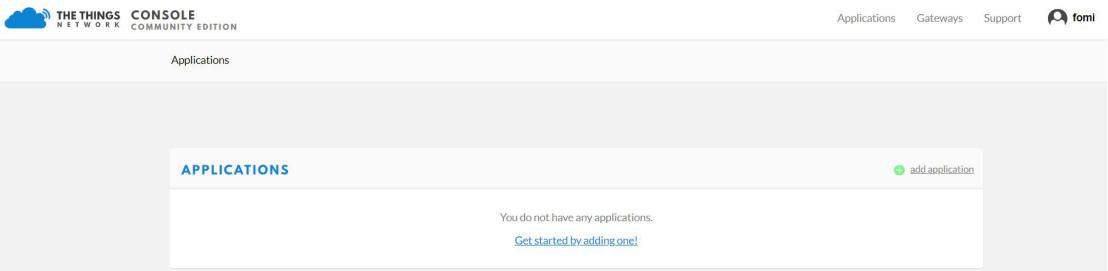 THE THINGS NETWORK CONSOLE COMMUNITY EDITION
Applications Gateways Support fomi
Applications
APPLICATIONS add application
You do not have any applications.
Get started by adding one!